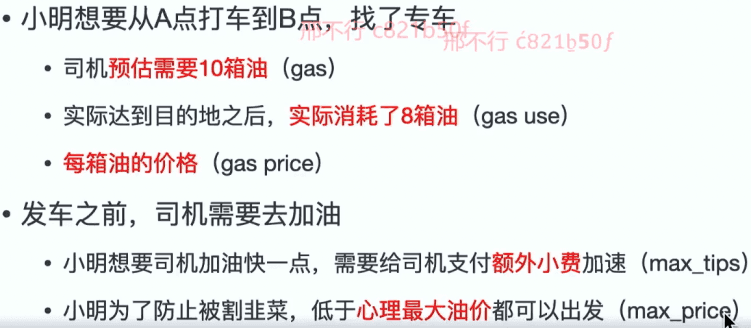 • 小明想要从A点打车到B点，找了专车
邢不行 c821b50f
邢不行 c821b50f
• 司机预估需要10箱油（gas）
• 实际达到目的地之后，实际消耗了8箱油（gas use）
• 每箱油的价格（gas price）
• 发车之前，司机需要去加油
• 小明想要司机加油快一点，需要给司机支付额外小费加速（max_tips）
• 小明为了防止被割韭菜，低于心理最大油价都可以出发（max_price）